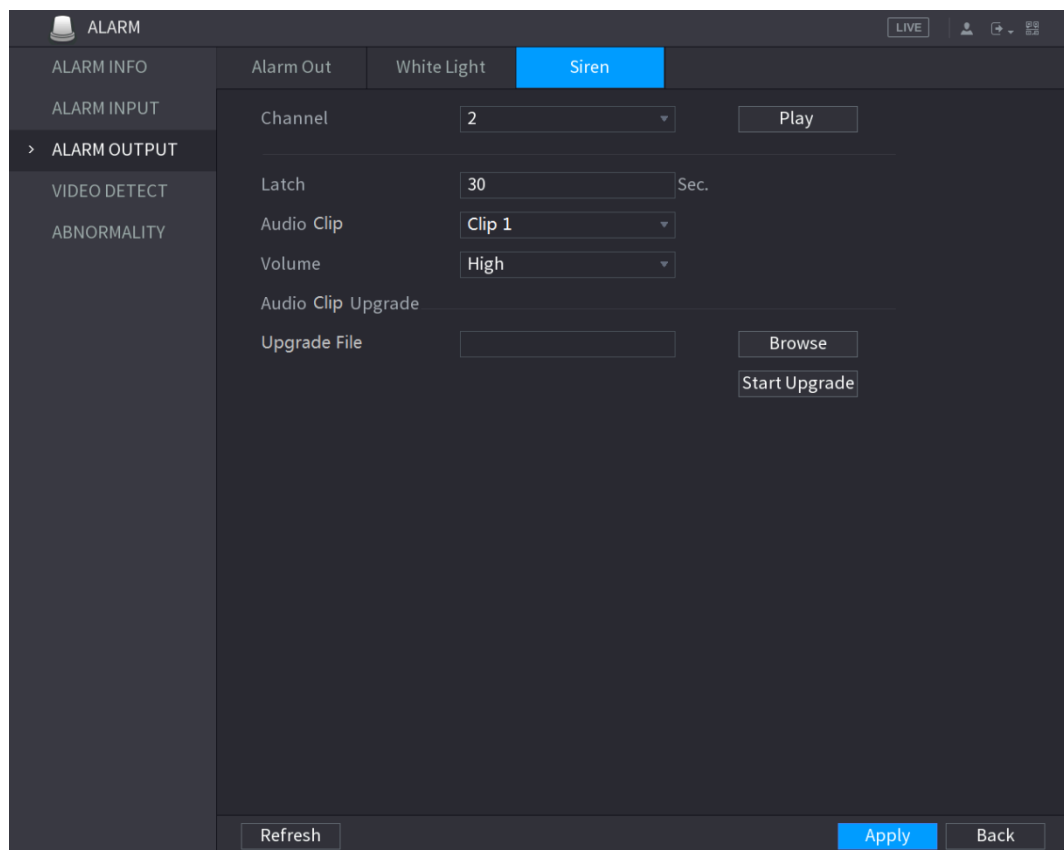 ALARM LIVE
ALARM INFO
ALARM INPUT
> ALARM OUTPUT
VIDEO DETECT
ABNORMALITY
Alarm Out White Light Siren
Channel 2 Play
Latch 30 Sec.
Audio Clip Clip 1
Volume High
Audio Clip Upgrade
Upgrade File Browse
Start Upgrade
Refresh Apply Back